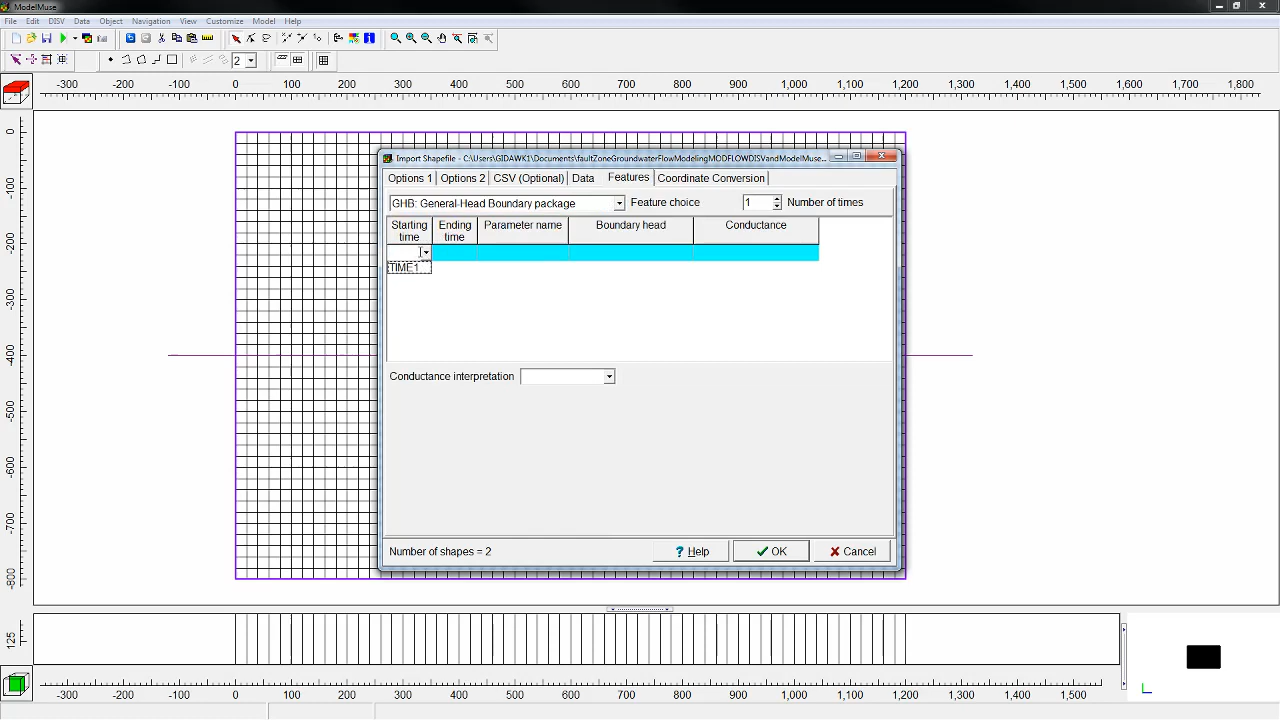 ModelMuse
File Edit DISV Data Object Navigation View Customize Model Help
2
-300 -200 -100 0 100 200 300 400 500 600 700 800 900 1,000 1,100 1,200 1,300 1,400 1,500 1,600 1,700 1,800
0
-100
-200
-300
-400
-500
-600
-700
-800
Import Shapefile - C:\Users\GIDAWK1\Documents\faultZoneGroundwaterFlowModelingMODFLOWDISVandModelMuse...
Options 1 Options 2 CSV (Optional) Data Features Coordinate Conversion
GHB: General-Head Boundary package Feature choice 1 Number of times
Starting time Ending time Parameter name Boundary head Conductance
TIME1
Conductance interpretation
Number of shapes = 2 ? Help OK Cancel
125
0
-300 -200 -100 0 100 200 300 400 500 600 700 800 900 1,000 1,100 1,200 1,300 1,400 1,500